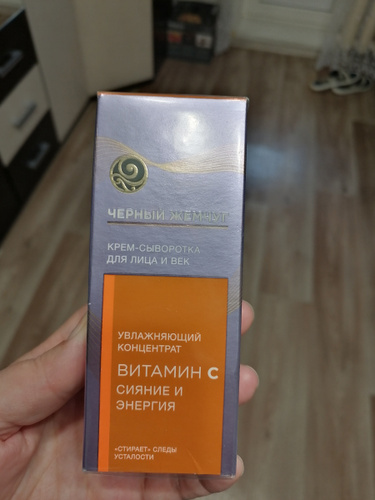 ЧЕРНЫЙ ЖЕМЧУГ
КРЕМ-СЫВОРОТКА
ДЛЯ ЛИЦА И ВЕК
УВЛАЖНЯЮЩИЙ
КОНЦЕНТРАТ
ВИТАМИН С
СИЯНИЕ И
ЭНЕРГИЯ
«СТИРАЕТ» СЛЕДЫ
УСТАЛОСТИ